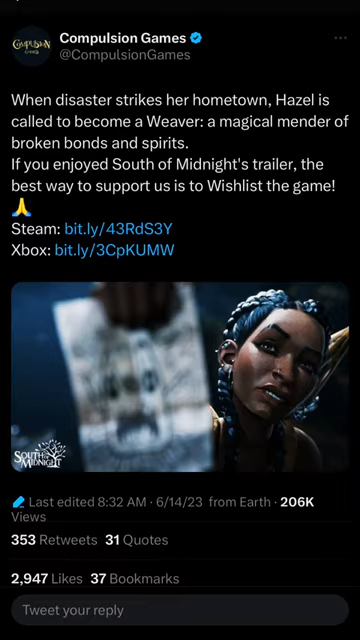 Compulsion Games
@CompulsionGames
COMPULSION
GAMES
When disaster strikes her hometown, Hazel is
called to become a Weaver: a magical mender of
broken bonds and spirits.
If you enjoyed South of Midnight's trailer, the
best way to support us is to Wishlist the game!
🙏
Steam: bit.ly/43RdS3Y
Xbox: bit.ly/3CpKUMW
SOUTH OF
MIDNIGHT
Last edited 8:32 AM · 6/14/23 from Earth · 206K
Views
353 Retweets 31 Quotes
2,947 Likes 37 Bookmarks
Tweet your reply